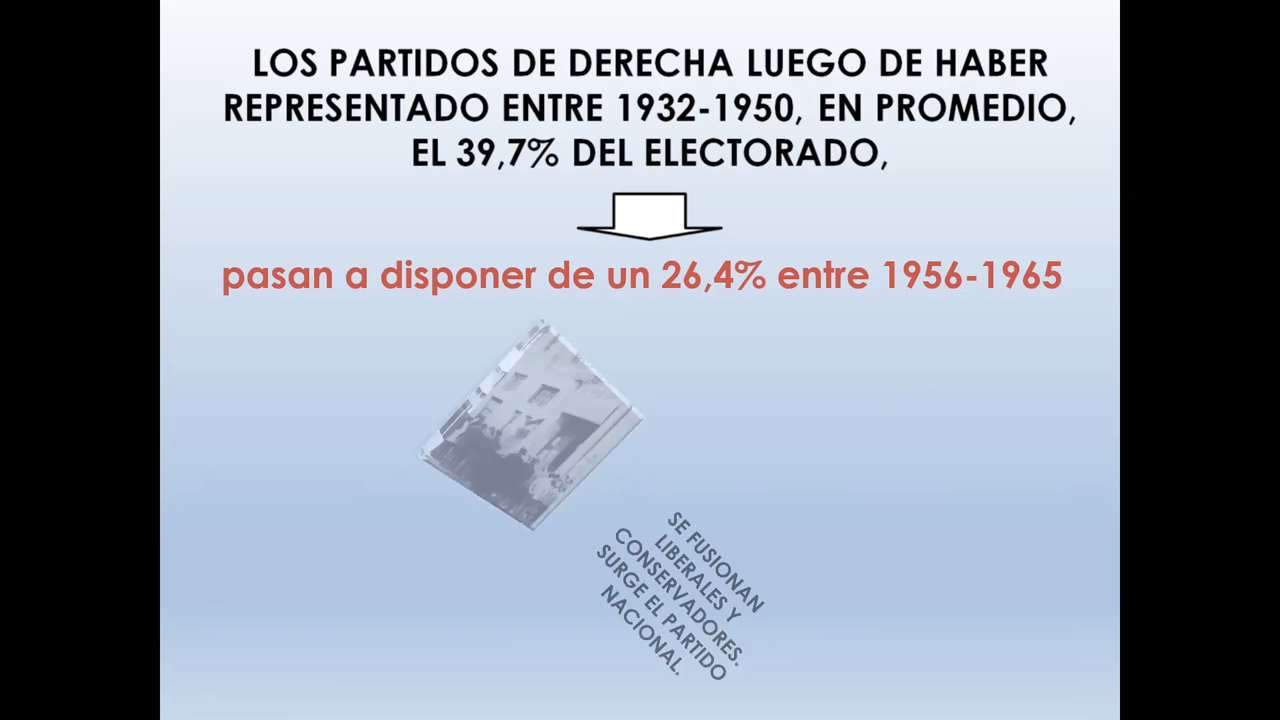 LOS PARTIDOS DE DERECHA LUEGO DE HABER
REPRESENTADO ENTRE 1932-1950, EN PROMEDIO,
EL 39,7% DEL ELECTORADO,
pasan a disponer de un 26,4% entre 1956-1965
SE FUSIONAN
LIBERALES Y
CONSERVADORES.
SURGE EL PARTIDO
NACIONAL.